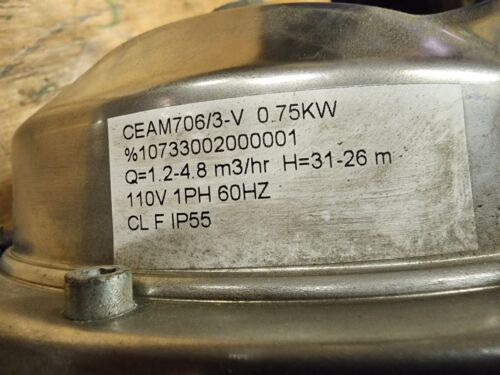 CEAM706/3-V 0.75KW
%10733002000001
Q=1.2-4.8 m3/hr H=31-26 m
110V 1PH 60HZ
CL F IP55